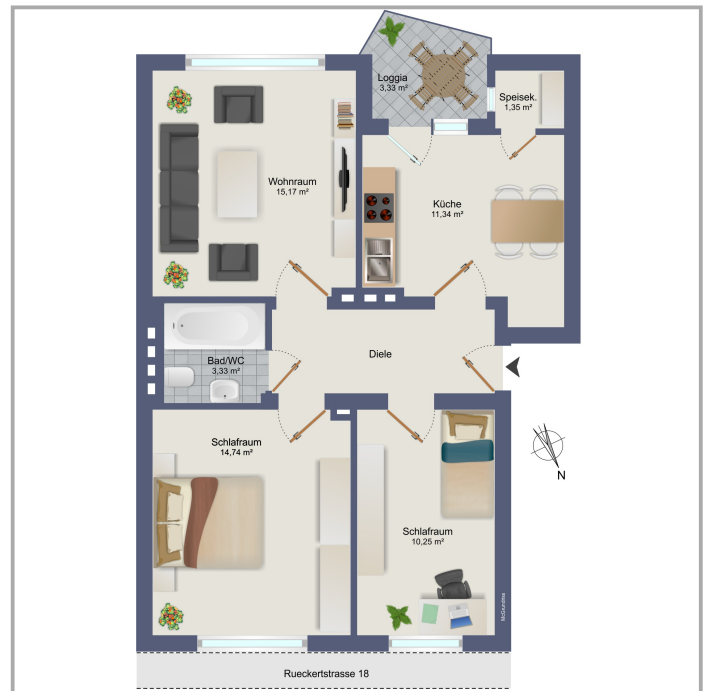 Loggia
3,33 m²
Speisek.
1,35 m²
Wohnraum
15,17 m²
Küche
11,34 m²
Diele
Bad/WC
3,33 m²
Schlafraum
14,74 m²
N
Schlafraum
10,25 m²
Rueckertstrasse 18